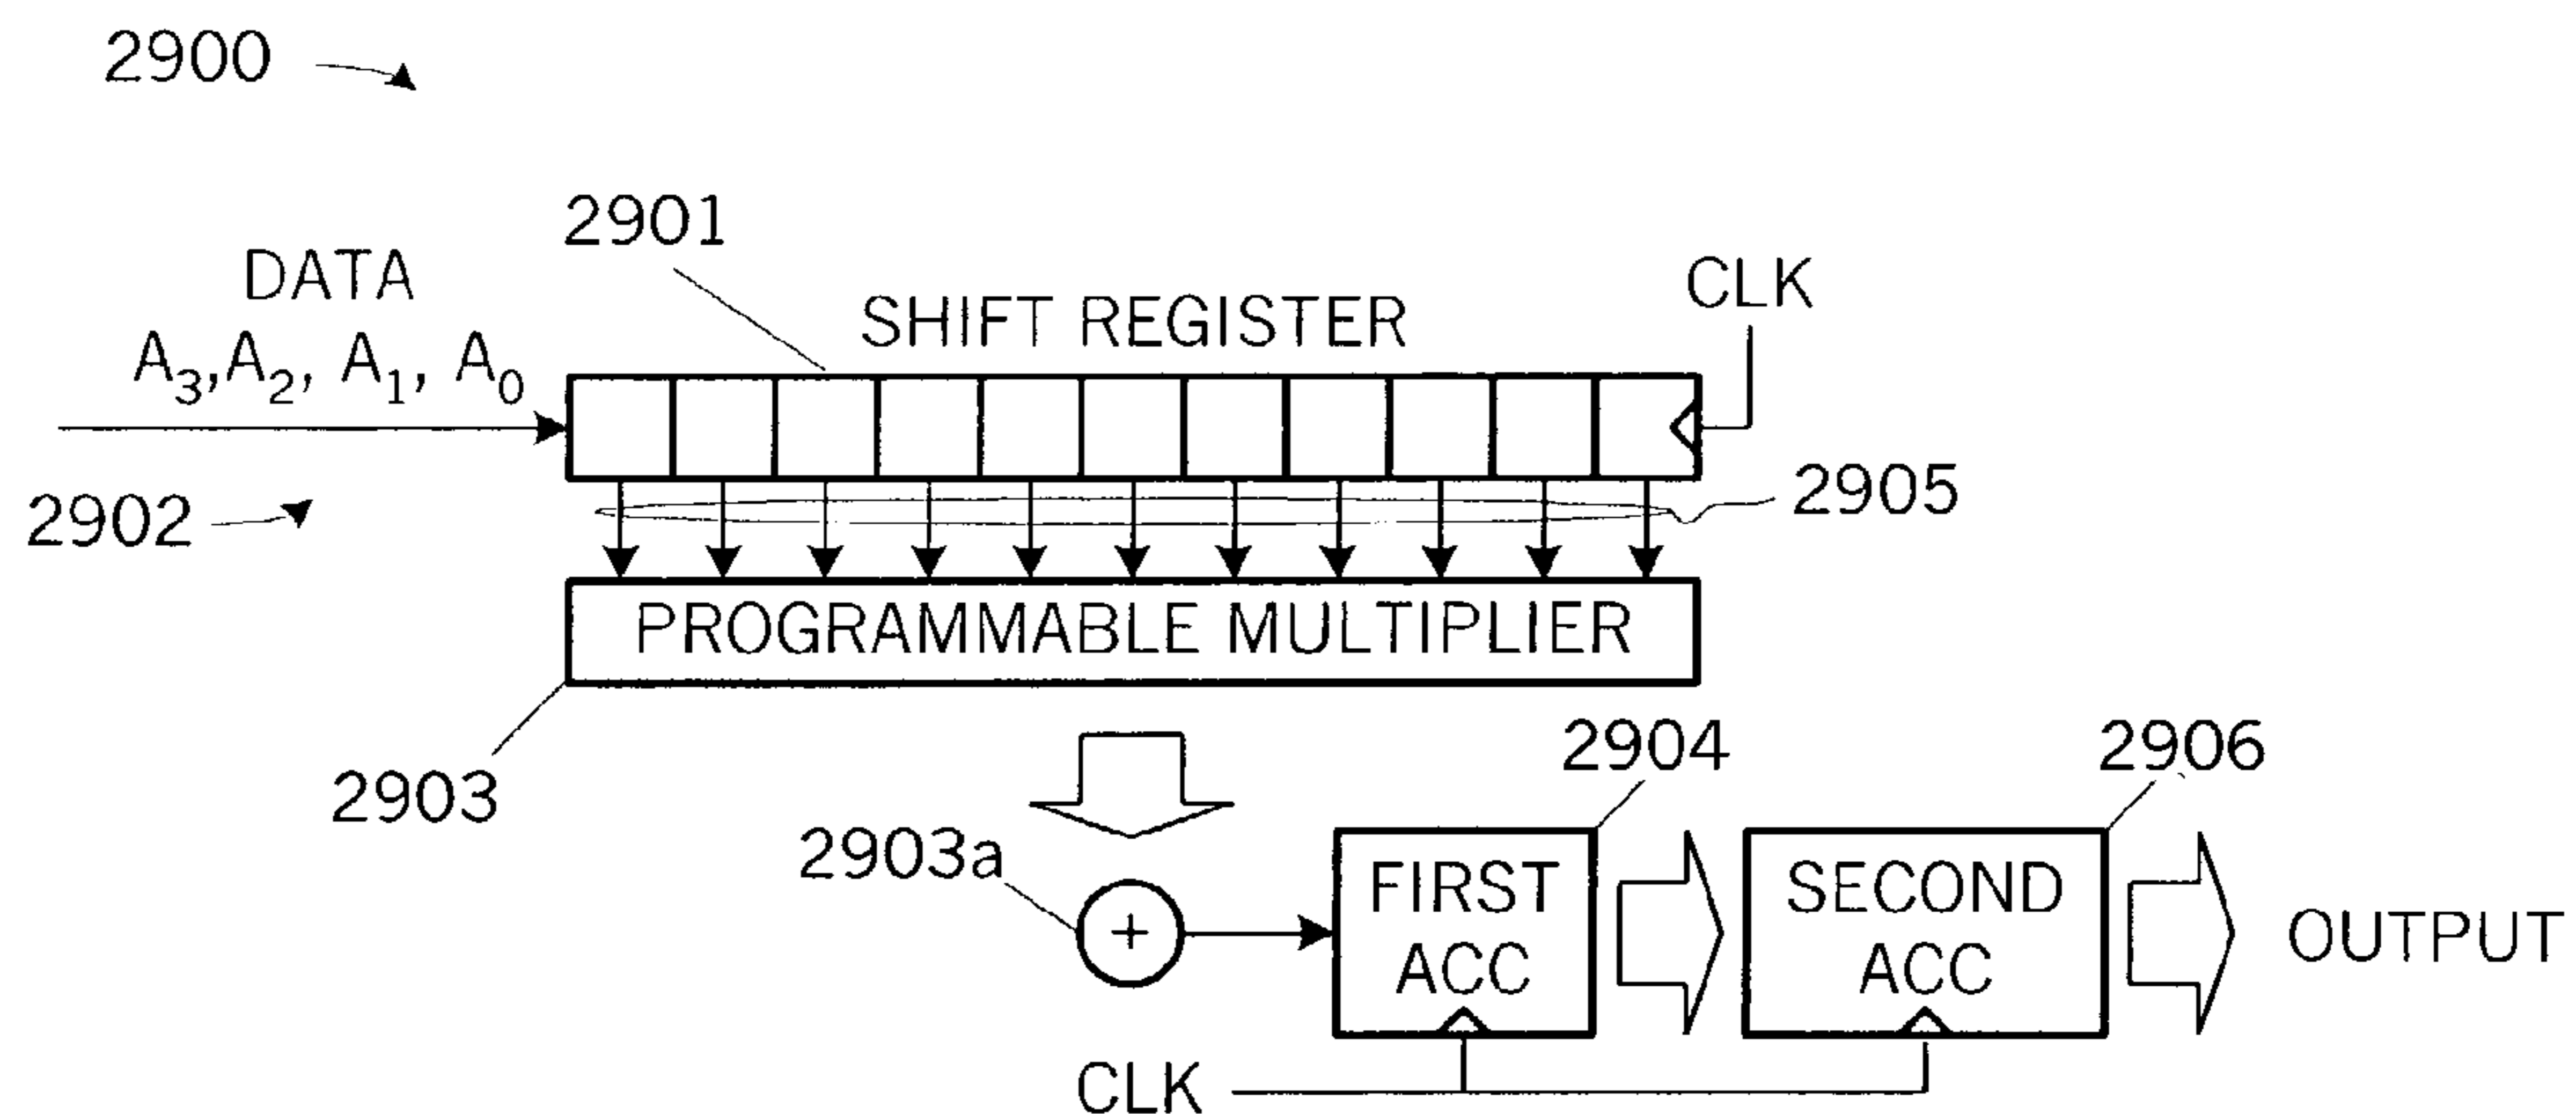 2900
2901
DATA
CLK
SHIFT REGISTER
A3,A2, A1, A0
2902
2905
PROGRAMMABLE MULTIPLIER
2903
2904
2906
2903a
+
FIRST
ACC
SECOND
ACC
OUTPUT
CLK